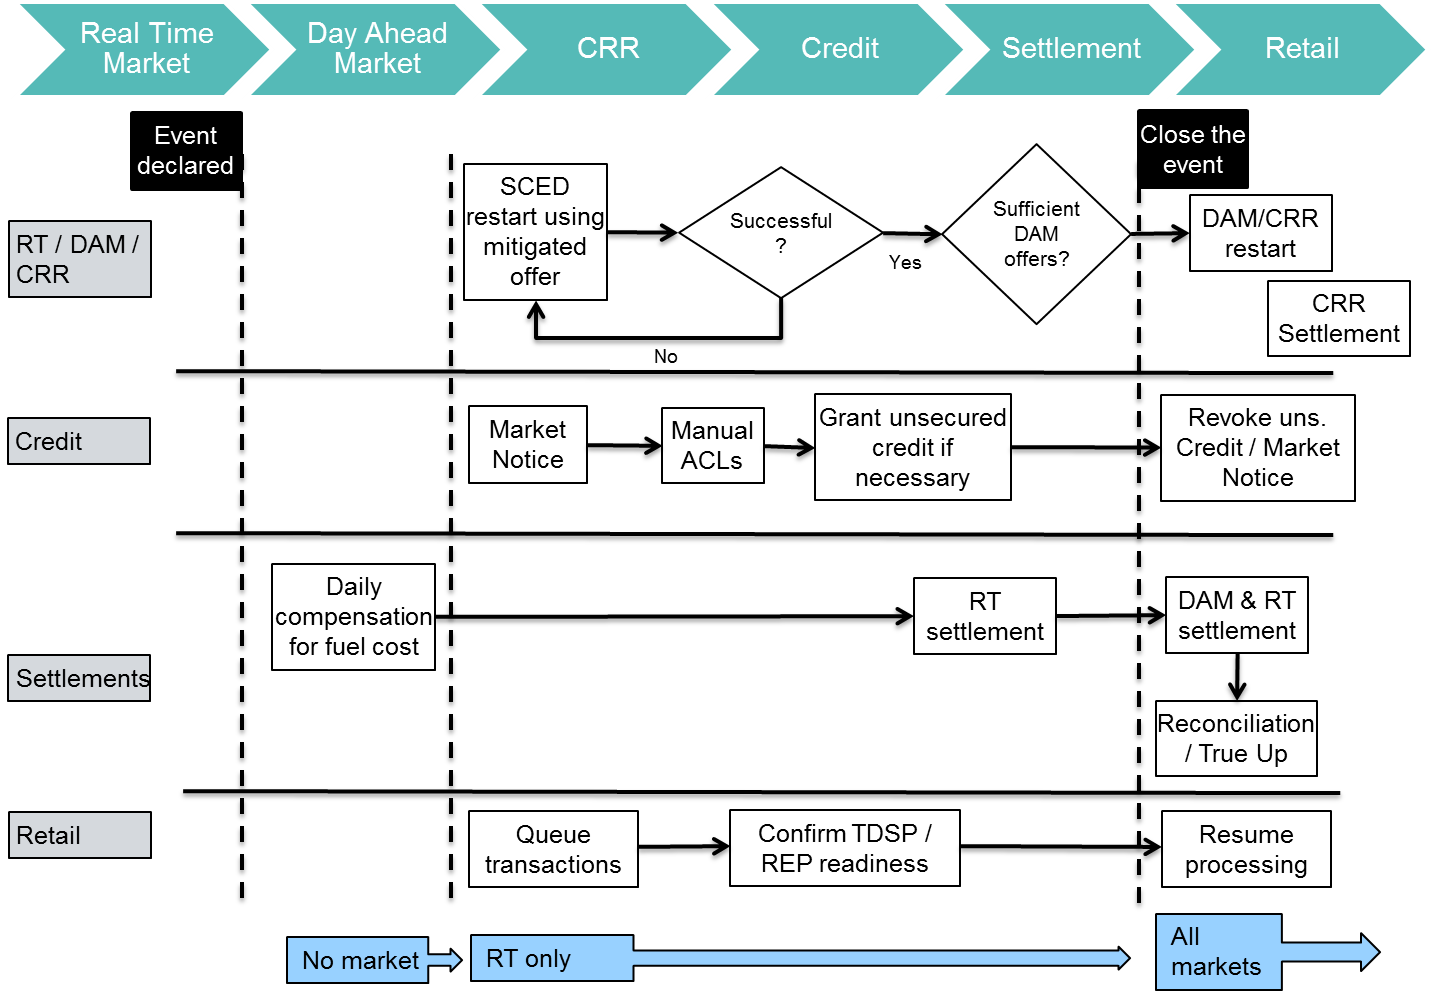 Real Time
Market
Day Ahead
Market
CRR
Credit
Settlement
Retail
Event
declared
Close the
event
RT / DAM /
CRR
SCED
restart using
mitigated
offer
Successful
?
Yes
No
Sufficient
DAM
offers?
DAM/CRR
restart
CRR
Settlement
Credit
Market
Notice
Manual
ACLs
Grant unsecured
credit if
necessary
Revoke uns.
Credit / Market
Notice
Settlements
Daily
compensation
for fuel cost
RT
settlement
DAM & RT
settlement
Reconciliation
/ True Up
Retail
Queue
transactions
Confirm TDSP /
REP readiness
Resume
processing
No market
RT only
All
markets